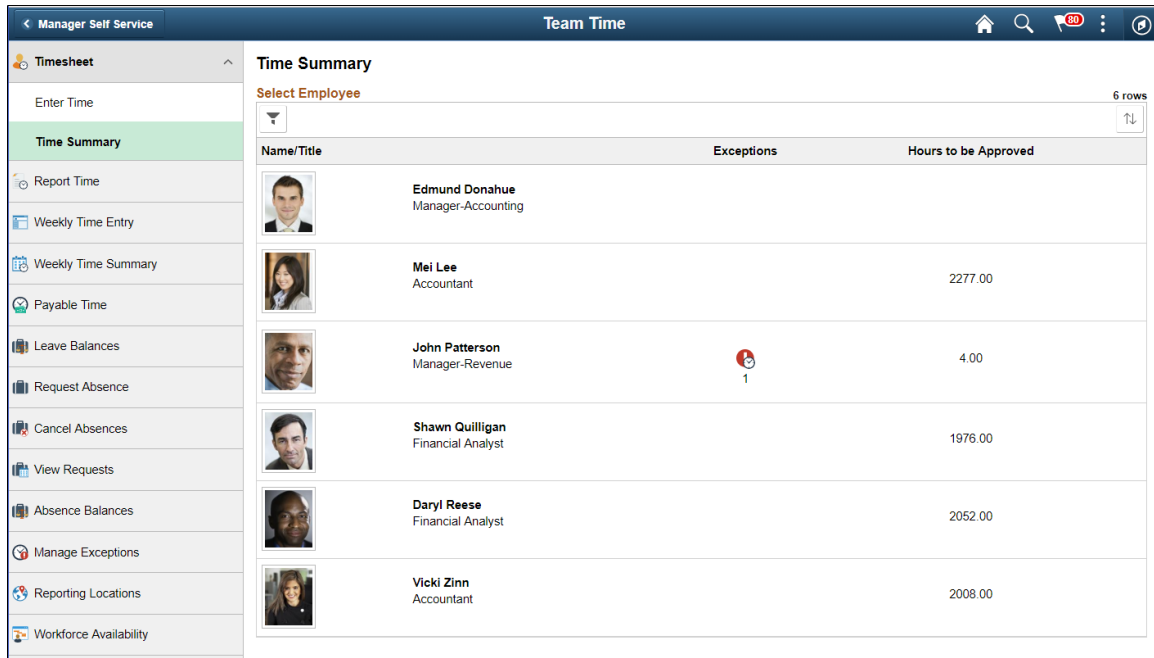 Manager Self Service
Team Time
80
Timesheet
Enter Time
Time Summary
Report Time
Weekly Time Entry
Weekly Time Summary
Payable Time
Leave Balances
Request Absence
Cancel Absences
View Requests
Absence Balances
Manage Exceptions
Reporting Locations
Workforce Availability
Time Summary
Select Employee
6 rows
Name/Title Exceptions Hours to be Approved
Edmund Donahue
Manager-Accounting
Mei Lee
Accountant
2277.00
John Patterson
Manager-Revenue
1
4.00
Shawn Quilligan
Financial Analyst
1976.00
Daryl Reese
Financial Analyst
2052.00
Vicki Zinn
Accountant
2008.00